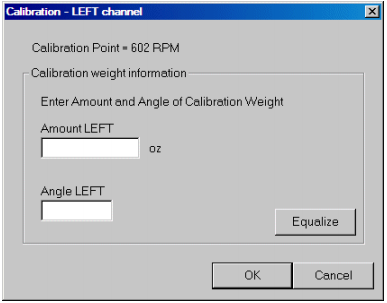 Calibration - LEFT channel
Calibration Point = 602 RPM
Calibration weight information
Enter Amount and Angle of Calibration Weight
Amount LEFT
oz
Angle LEFT
Equalize
OK Cancel